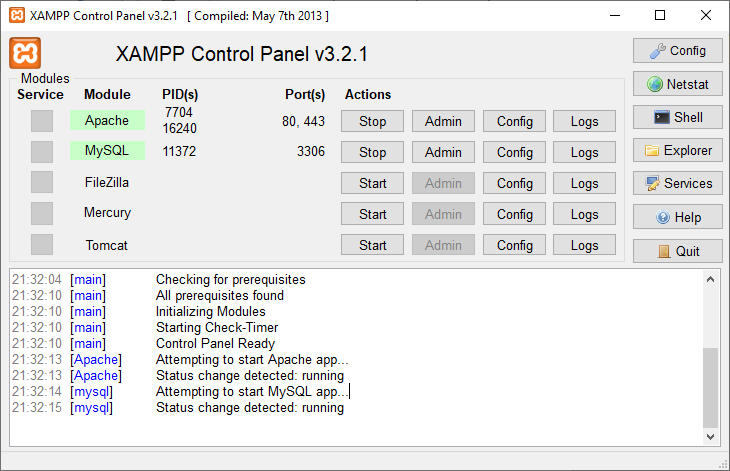 XAMPP Control Panel v3.2.1 [ Compiled: May 7th 2013 ]
XAMPP Control Panel v3.2.1
Config
Modules
Service Module PID(s) Port(s) Actions
Netstat
Apache 7704 16240 80, 443 Stop Admin Config Logs
Shell
MySQL 11372 3306 Stop Admin Config Logs
Explorer
FileZilla Start Admin Config Logs
Services
Mercury Start Admin Config Logs
Help
Tomcat Start Admin Config Logs
Quit
21:32:04 [main] Checking for prerequisites
21:32:10 [main] All prerequisites found
21:32:10 [main] Initializing Modules
21:32:10 [main] Starting Check-Timer
21:32:10 [main] Control Panel Ready
21:32:13 [Apache] Attempting to start Apache app...
21:32:13 [Apache] Status change detected: running
21:32:14 [mysql] Attempting to start MySQL app...
21:32:15 [mysql] Status change detected: running